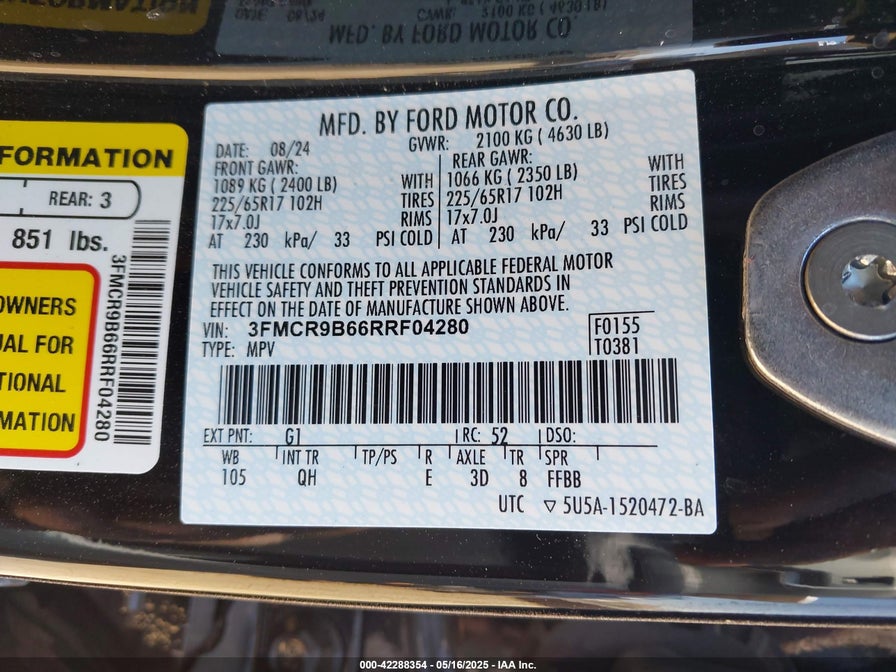 MFD. BY FORD MOTOR CO.
DATE: 08/24 GVWR: 2100 KG ( 4630 LB)
FRONT GAWR: REAR GAWR:
1089 KG ( 2400 LB) WITH 1066 KG ( 2350 LB) WITH
225/65R17 102H TIRES 225/65R17 102H TIRES
17x7.0J RIMS 17x7.0J RIMS
AT 230 kPa/ 33 PSI COLD AT 230 kPa/ 33 PSI COLD
THIS VEHICLE CONFORMS TO ALL APPLICABLE FEDERAL MOTOR
VEHICLE SAFETY AND THEFT PREVENTION STANDARDS IN
EFFECT ON THE DATE OF MANUFACTURE SHOWN ABOVE.
VIN: 3FMCR9B66RRF04280 F0155
TYPE: MPV T0381
EXT PNT: G1 RC: 52 DSO:
WB INT TR TP/PS R AXLE TR SPR
105 QH E 3D 8 FFBB
UTC ▽ 5U5A-1520472-BA
FORMATION
REAR: 3
851 lbs.
OWNERS
UAL FOR
TIONAL
MATION
3FMCR9B66RRF04280
000-42288354 - 05/16/2025 - IAA Inc.